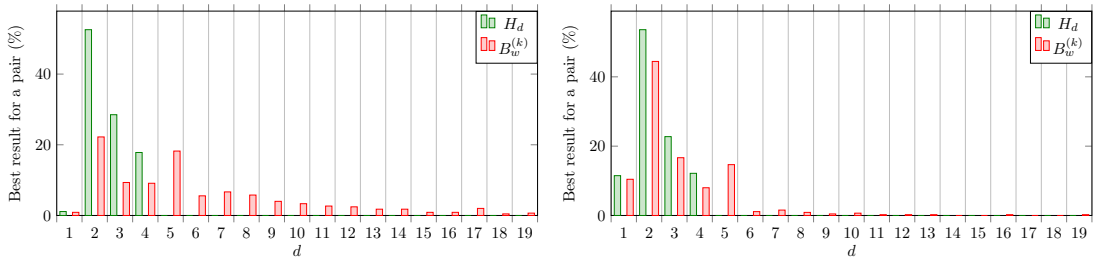 Best result for a pair (%)
40
20
0
H_d
B_w^{(k)}
1 2 3 4 5 6 7 8 9 10 11 12 13 14 15 16 17 18 19
d
Best result for a pair (%)
40
20
0
H_d
B_w^{(k)}
1 2 3 4 5 6 7 8 9 10 11 12 13 14 15 16 17 18 19
d